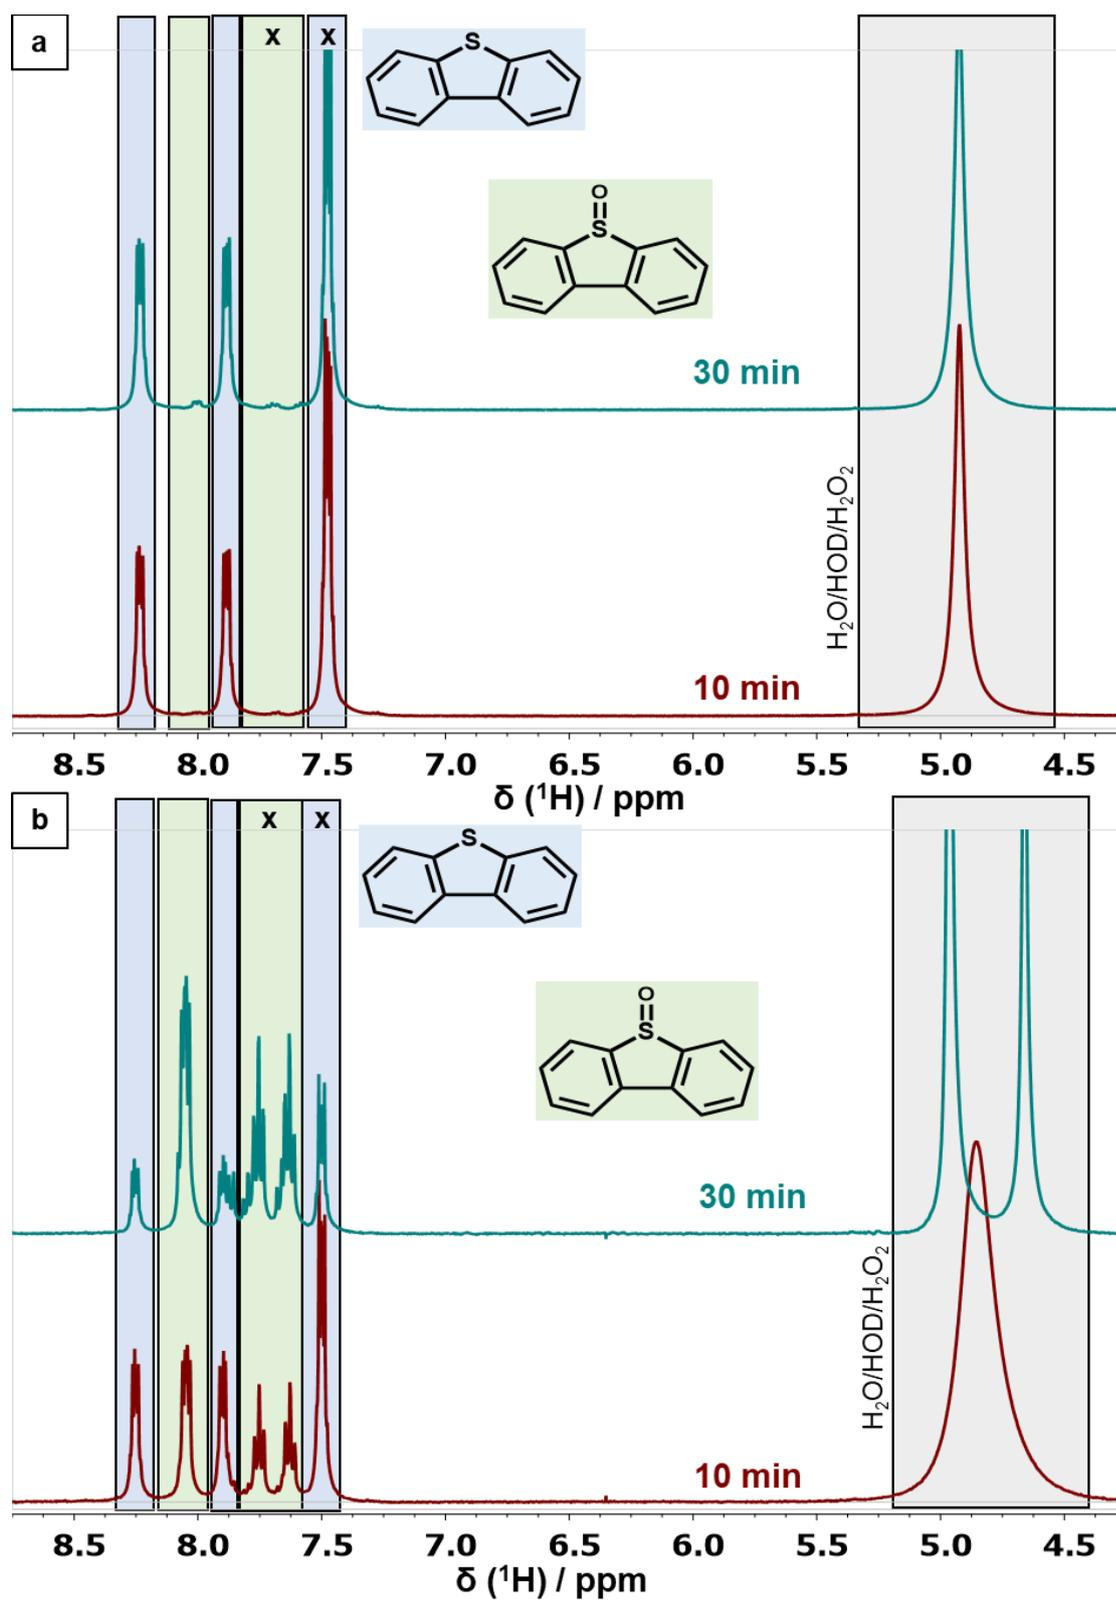 a
x x
S
O
S
30 min
H₂O/HOD/H₂O₂
10 min
8.5 8.0 7.5 7.0 6.5 6.0 5.5 5.0 4.5
δ (¹H) / ppm
b
x x
S
O
S
30 min
H₂O/HOD/H₂O₂
10 min
8.5 8.0 7.5 7.0 6.5 6.0 5.5 5.0 4.5
δ (¹H) / ppm